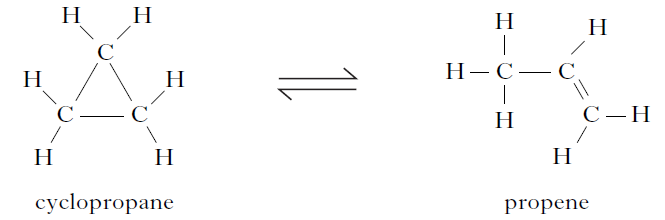 H H H H
H — C — C
H H C
C — C H C — H
H H H
cyclopropane propene